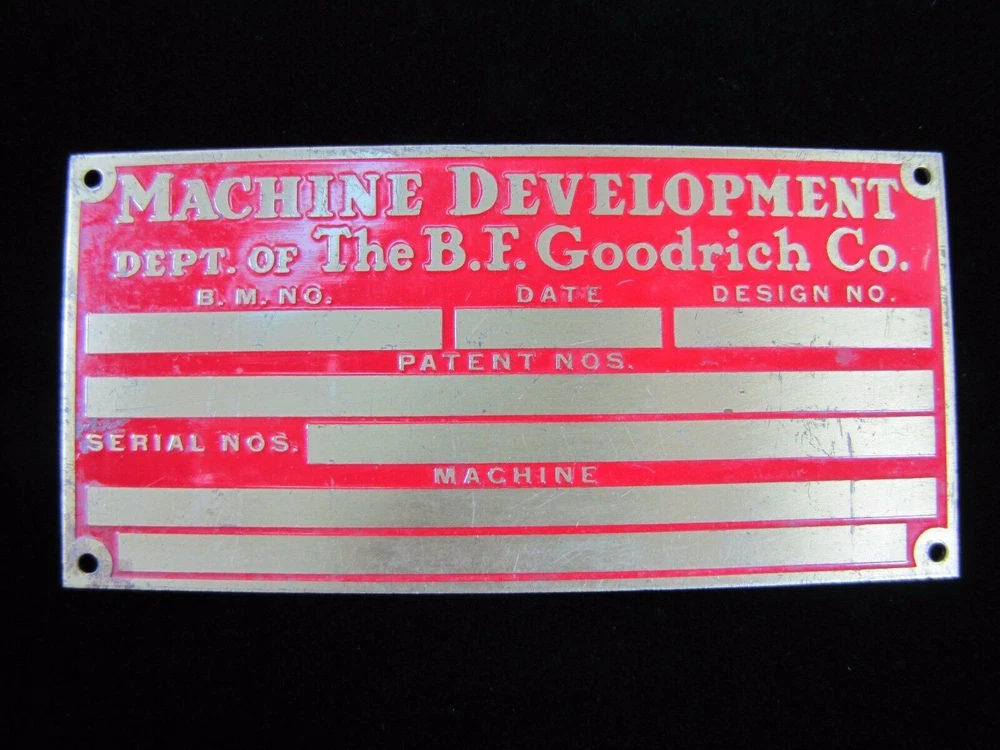 MACHINE DEVELOPMENT
DEPT. OF The B.F. Goodrich Co.
B. M. NO. DATE DESIGN NO.
PATENT NOS.
SERIAL NOS.
MACHINE